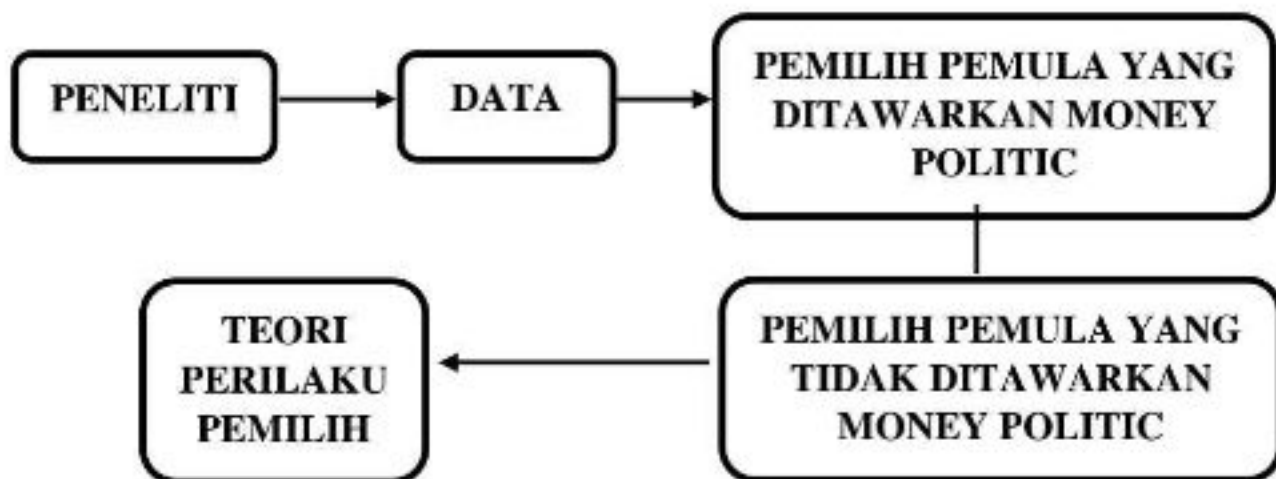 PENELITI
DATA
PEMILIH PEMULA YANG
DITAWARKAN MONEY
POLITIC
TEORI
PERILAKU
PEMILIH
PEMILIH PEMULA YANG
TIDAK DITAWARKAN
MONEY POLITIC